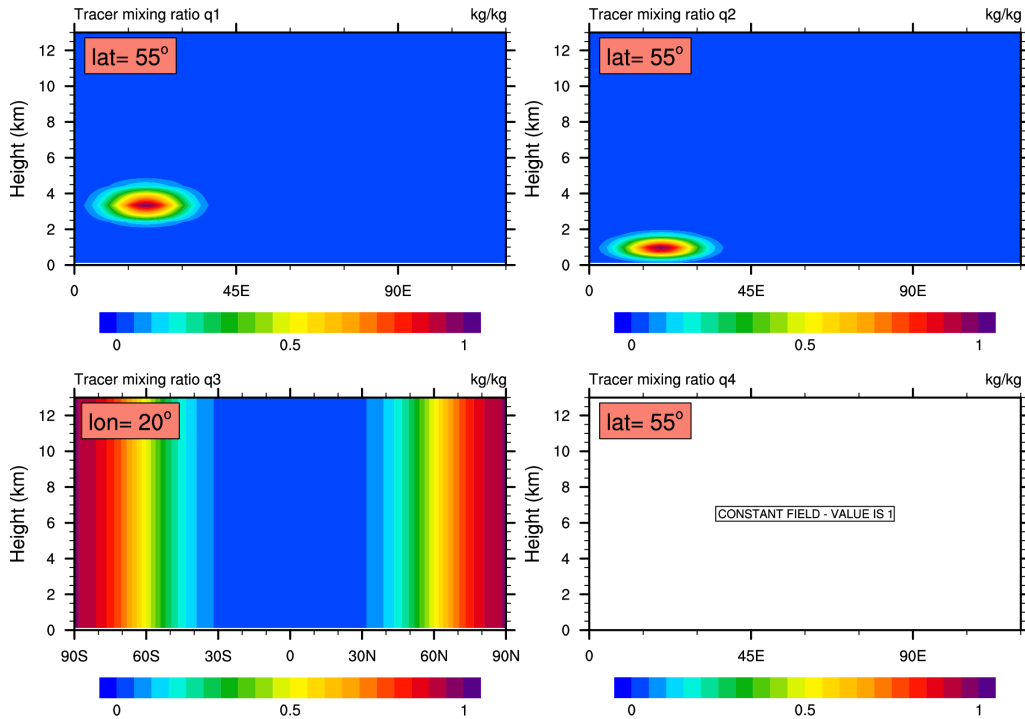 Tracer mixing ratio q1 kg/kg
lat= 55°
Height (km)
12
10
8
6
4
2
0
0 45E 90E
0 0.5 1
Tracer mixing ratio q2 kg/kg
lat= 55°
Height (km)
12
10
8
6
4
2
0
0 45E 90E
0 0.5 1
Tracer mixing ratio q3 kg/kg
lon= 20°
Height (km)
12
10
8
6
4
2
0
90S 60S 30S 0 30N 60N 90N
0 0.5 1
Tracer mixing ratio q4 kg/kg
lat= 55°
Height (km)
12
10
8
6
4
2
0
CONSTANT FIELD - VALUE IS 1
0 45E 90E
0 0.5 1